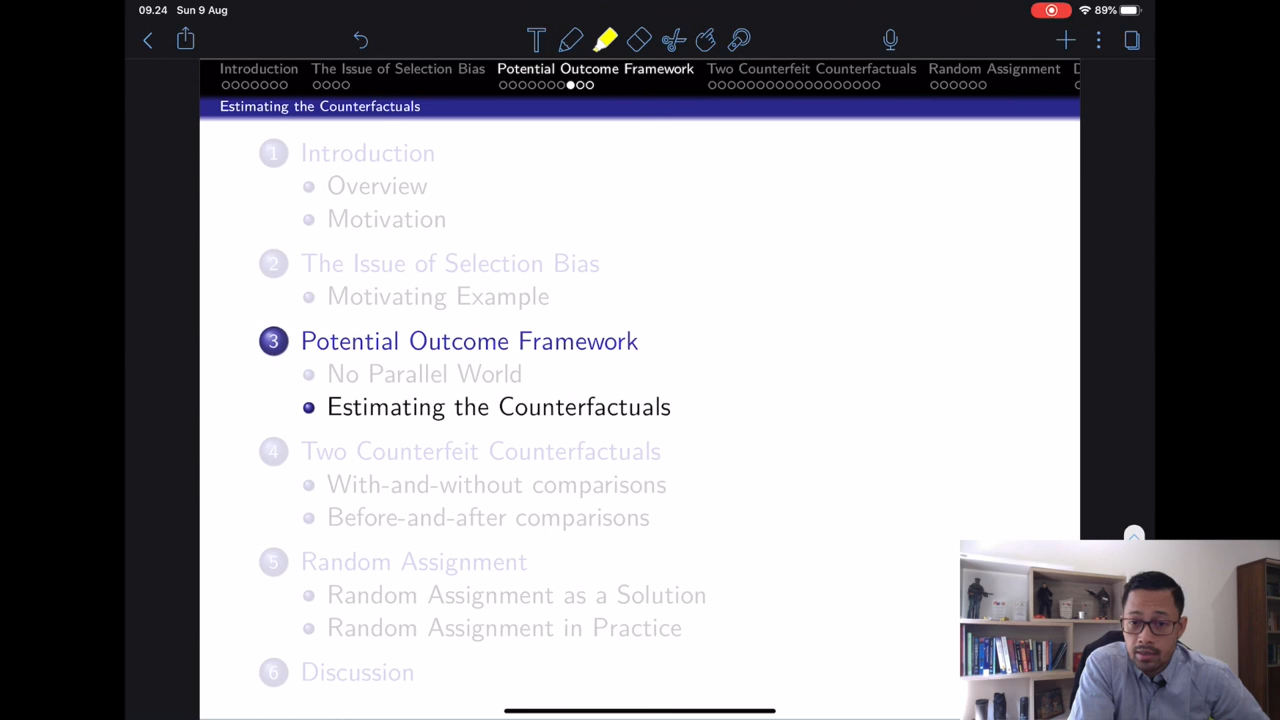 09.24 Sun 9 Aug
89%
Introduction The Issue of Selection Bias Potential Outcome Framework Two Counterfeit Counterfactuals Random Assignment D
Estimating the Counterfactuals
1 Introduction
Overview
Motivation
2 The Issue of Selection Bias
Motivating Example
3 Potential Outcome Framework
No Parallel World
Estimating the Counterfactuals
4 Two Counterfeit Counterfactuals
With-and-without comparisons
Before-and-after comparisons
5 Random Assignment
Random Assignment as a Solution
Random Assignment in Practice
6 Discussion